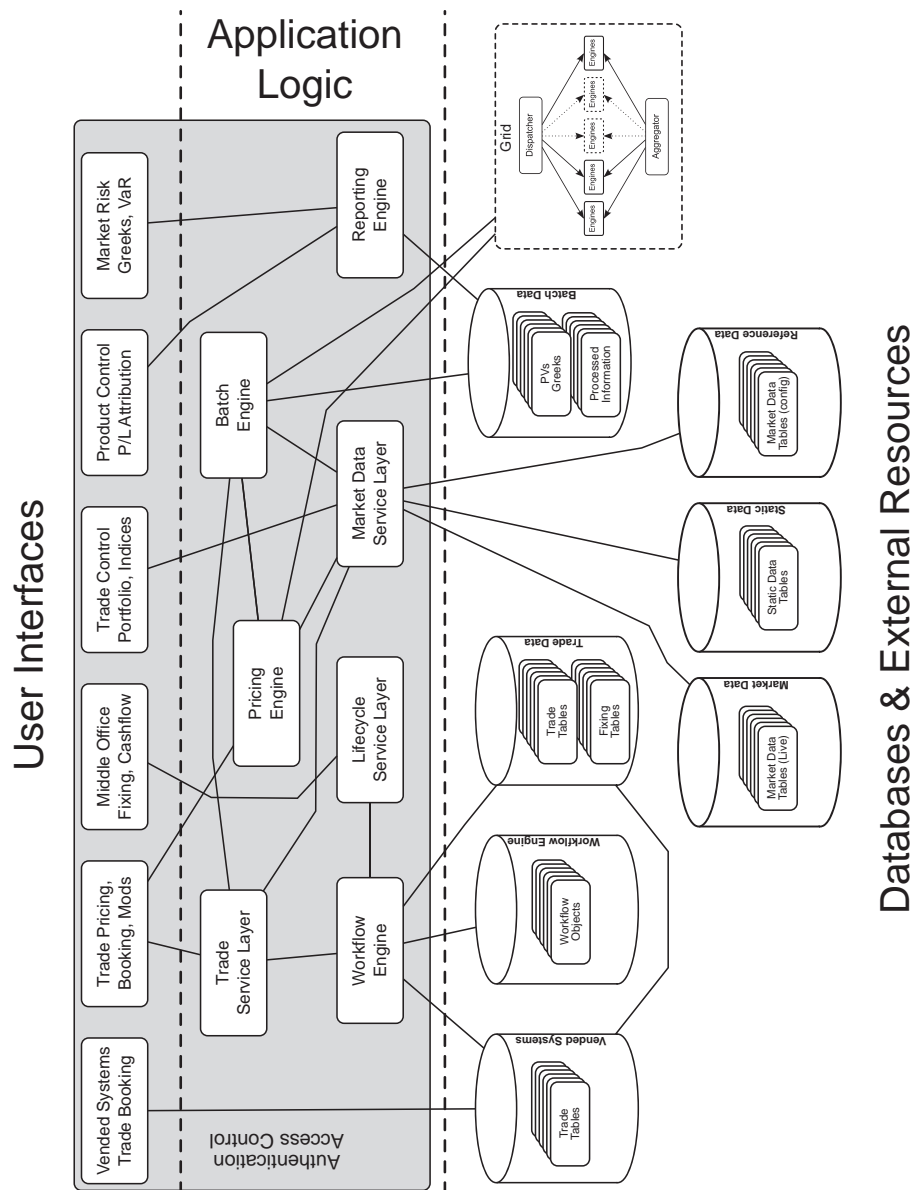 User Interfaces
Vended Systems
Trade Booking
Trade Pricing,
Booking, Mods
Middle Office
Fixing, Cashflow
Trade Control
Portfolio, Indices
Product Control
P/L Attribution
Market Risk
Greeks, VaR
Application
Logic
Authentication
Access Control
Trade
Service Layer
Pricing
Engine
Batch
Engine
Workflow
Engine
Lifecycle
Service Layer
Market Data
Service Layer
Reporting
Engine
Vended Systems
Trade
Tables
Workflow Engine
Workflow
Objects
Trade Data
Trade
Tables
Fixing
Tables
Batch Data
PVs
Greeks
Processed
Information
Grid
Dispatcher
Engines
Engines
Engines
Engines
Engines
Aggregator
Market Data
Market Data
Tables (Live)
Static Data
Static Data
Tables
Reference Data
Market Data
Tables (config)
Databases & External Resources